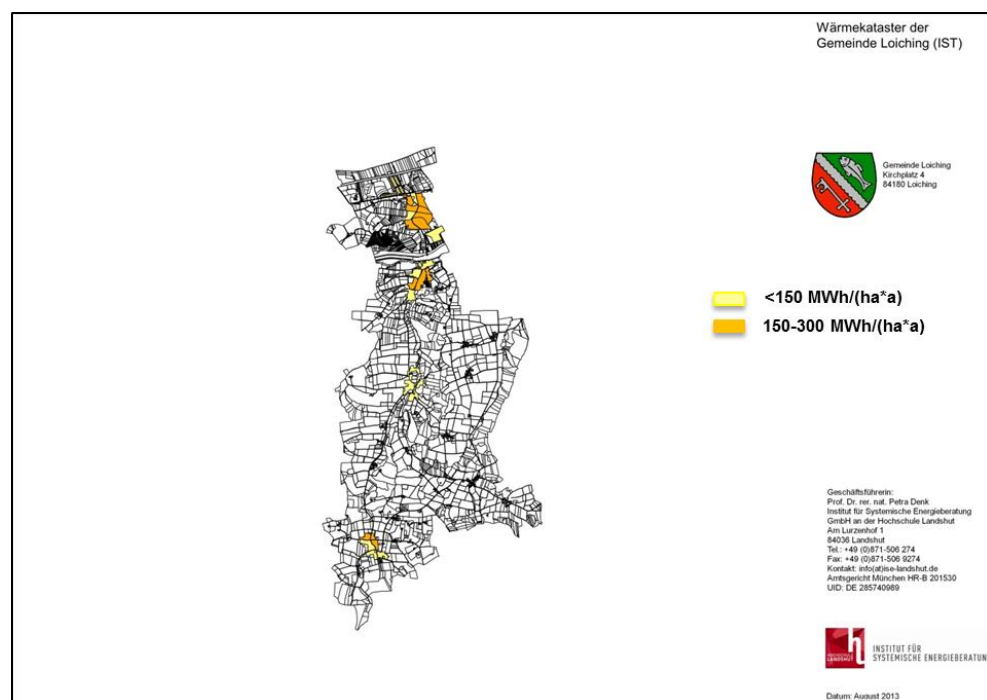 Wärmekataster der
Gemeinde Loiching (IST)
Gemeinde Loiching
Kirchplatz 4
84180 Loiching
<150 MWh/(ha*a)
150-300 MWh/(ha*a)
Geschäftsführerin:
Prof. Dr. rer. nat. Petra Denk
Institut für Systemische Energieberatung
GmbH an der Hochschule Landshut
Am Lurzenhof 1
84036 Landshut
Tel.: +49 (0)871-506 274
Fax: +49 (0)871-506 9274
Kontakt: info(at)ise-landshut.de
Amtsgericht München HR-B 201530
UID: DE 285740989
HOCHSCHULE
LANDSHUT
INSTITUT FÜR
SYSTEMISCHE ENERGIEBERATUN
Datum: August 2013